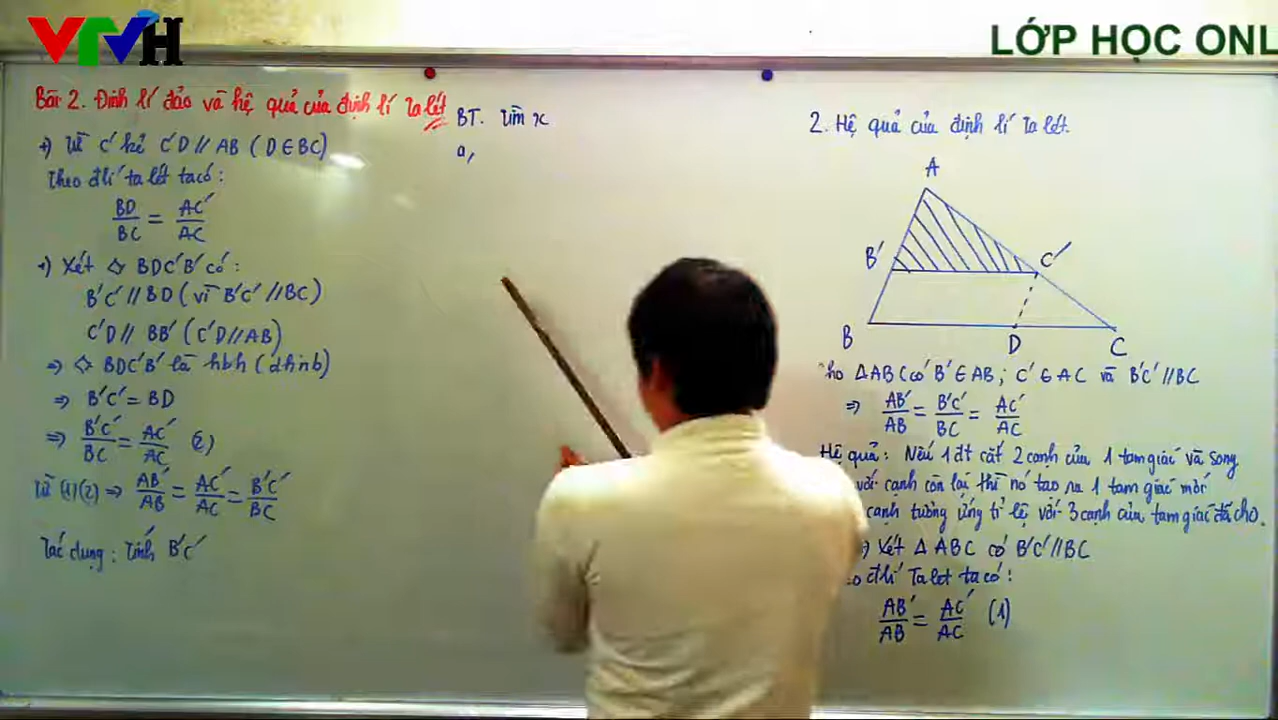 VTVH
LỚP HỌC ONL
Bài 2. Định lí đảo và hệ quả của định lí Ta lét
+) Từ C' kẻ C'D // AB ( D ∈ BC)
Theo đlí ta lét ta có:
BD/BC = AC'/AC
+) Xét ◇ BDC'B' có:
B'C' // BD ( vì B'C' // BC)
C'D // BB' ( C'D // AB)
=> ◇ BDC'B' là hbh (dhnb)
=> B'C' = BD
=> B'C'/BC = AC'/AC (2)
Từ (1)(2) => AB'/AB = AC'/AC = B'C'/BC
Tác dụng: Tính B'C'
BT. Tìm x
a,
2. Hệ quả của định lí Ta lét.
A
B'
C'
B
D
C
ho ΔABC có B' ∈ AB; C' ∈ AC và B'C' // BC
=> AB'/AB = B'C'/BC = AC'/AC
Hệ quả: Nếu 1 đt cắt 2 cạnh của 1 tam giác và song
với cạnh còn lại thì nó tạo ra 1 tam giác mới
cạnh tương ứng tỉ lệ với 3 cạnh của tam giác đã cho.
) Xét Δ ABC có B'C' // BC
o đlí Ta let ta có:
AB'/AB = AC'/AC (1)